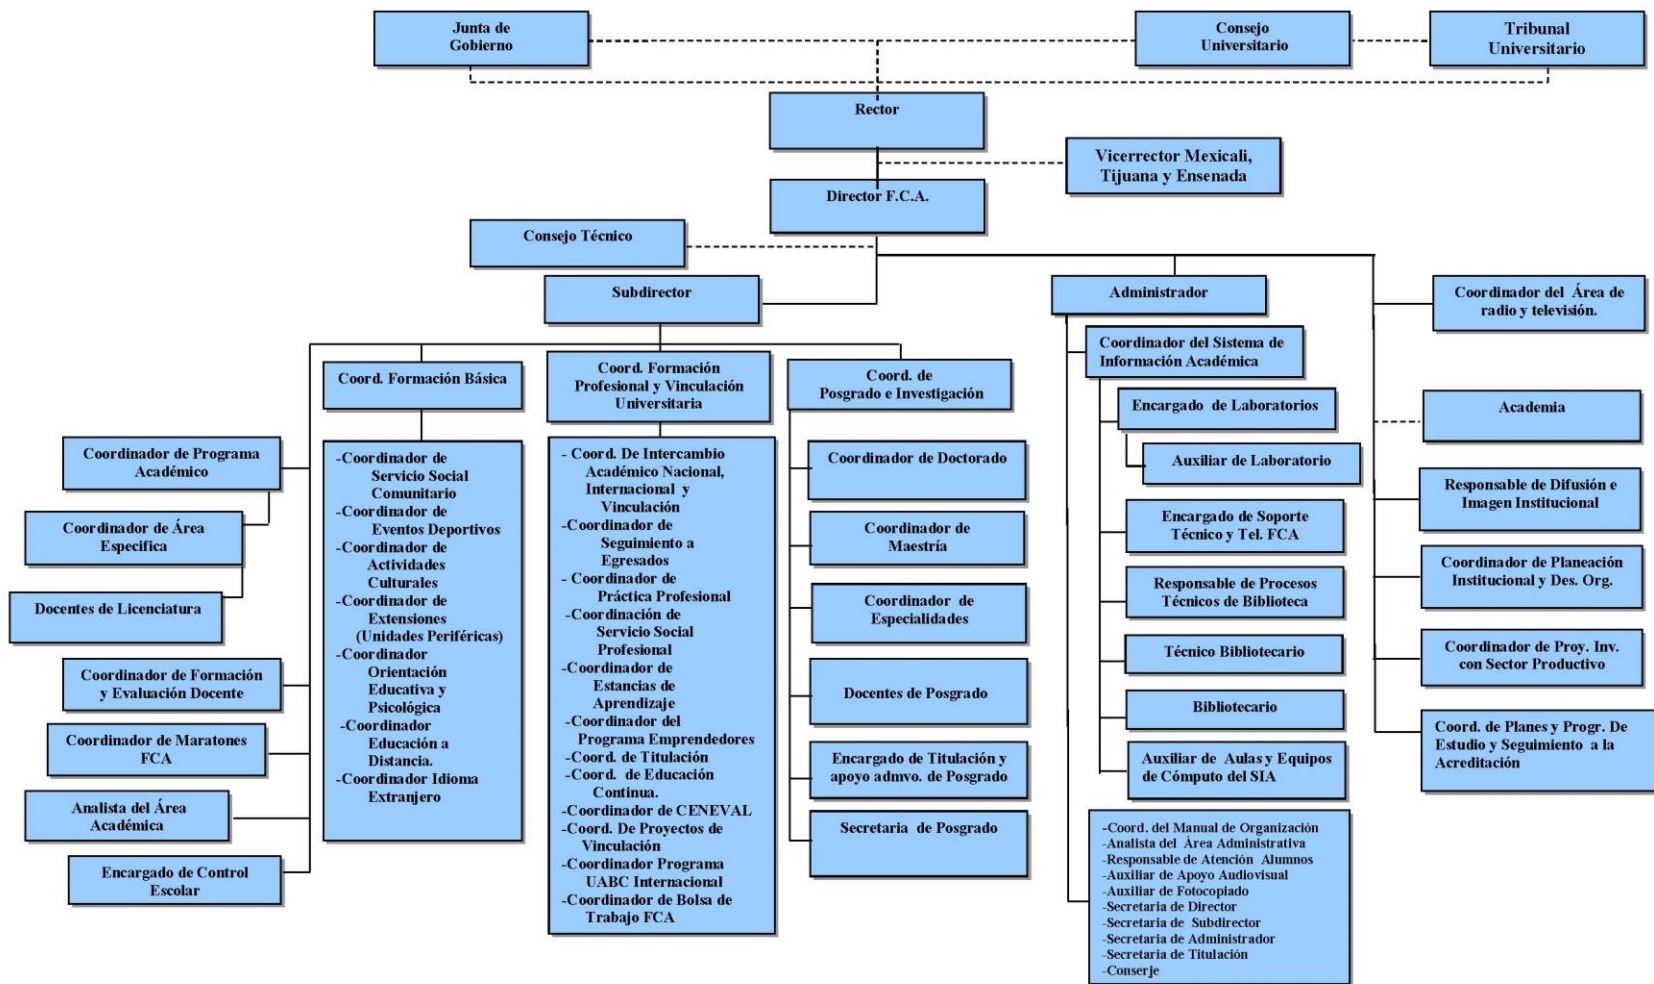 Junta de
Gobierno
Consejo
Universitario
Tribunal
Universitario
Rector
Vicerrector Mexicali,
Tijuana y Ensenada
Director F.C.A.
Consejo Técnico
Subdirector
Administrador
Coordinador del Área de
radio y televisión.
Coord. Formación Básica
Coord. Formación
Profesional y Vinculación
Universitaria
Coord. de
Posgrado e Investigación
Coordinador del Sistema de
Información Académica
Encargado de Laboratorios
Auxiliar de Laboratorio
Academia
Coordinador de Programa
Académico
Coordinador de Área
Especifica
Docentes de Licenciatura
Coordinador de Formación
y Evaluación Docente
Coordinador de Maratones
FCA
Analista del Área
Académica
Encargado de Control
Escolar
-Coordinador de
Servicio Social
Comunitario
-Coordinador de
Eventos Deportivos
-Coordinador de
Actividades
Culturales
-Coordinador de
Extensiones
(Unidades Periféricas)
-Coordinador
Orientación
Educativa y
Psicológica
-Coordinador
Educación a
Distancia.
-Coordinador Idioma
Extranjero
- Coord. De Intercambio
Académico Nacional,
Internacional y
Vinculación
-Coordinador de
Seguimiento a
Egresados
-Coordinador de
Práctica Profesional
-Coordinación de
Servicio Social
Profesional
-Coordinador de
Estancias de
Aprendizaje
-Coordinador del
Programa Emprendedores
-Coord. de Titulación
-Coord. de Educación
Continua.
-Coordinador de CENEVAL
-Coord. De Proyectos de
Vinculación
-Coordinador Programa
UABC Internacional
-Coordinador de Bolsa de
Trabajo FCA
Coordinador de Doctorado
Coordinador de
Maestría
Coordinador de
Especialidades
Docentes de Posgrado
Encargado de Titulación y
apoyo admvo. de Posgrado
Secretaria de Posgrado
Encargado de Soporte
Técnico y Tel. FCA
Responsable de Procesos
Técnicos de Biblioteca
Técnico Bibliotecario
Bibliotecario
Auxiliar de Aulas y Equipos
de Cómputo del SIA
-Coord. del Manual de Organización
-Analista del Área Administrativa
-Responsable de Atención Alumnos
-Auxiliar de Apoyo Audiovisual
-Auxiliar de Fotocopiado
-Secretaria de Director
-Secretaria de Subdirector
-Secretaria de Administrador
-Secretaria de Titulación
-Conserje
Responsable de Difusión e
Imagen Institucional
Coordinador de Planeación
Institucional y Des. Org.
Coordinador de Proy. Inv.
con Sector Productivo
Coord. de Planes y Progr. De
Estudio y Seguimiento a la
Acreditación